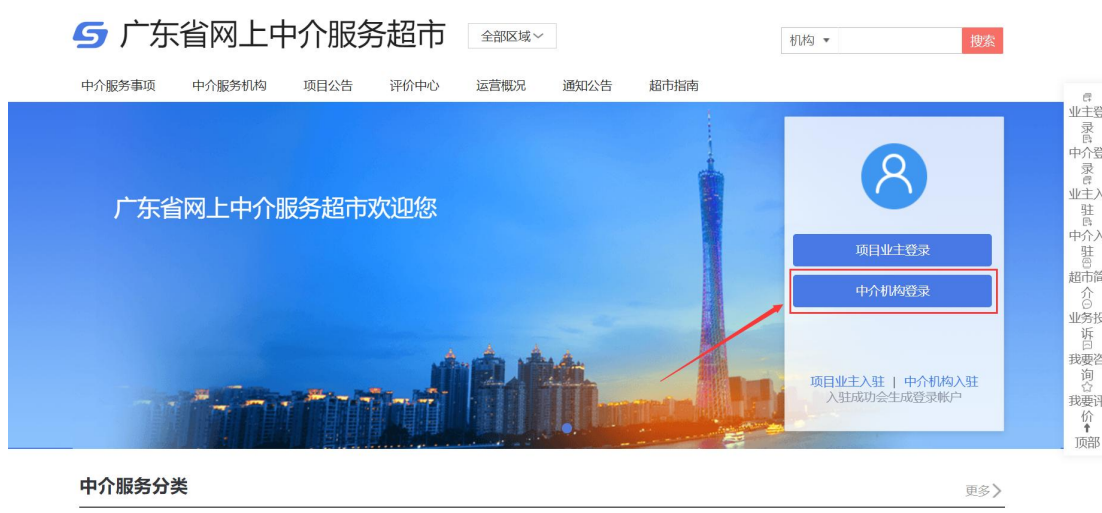 广东省网上中介服务超市
全部区域
机构
搜索
中介服务事项 中介服务机构 项目公告 评价中心 运营概况 通知公告 超市指南
广东省网上中介服务超市欢迎您
项目业主登录
中介机构登录
项目业主入驻 | 中介机构入驻
入驻成功会生成登录帐户
业主登
录
中介登
录
业主入
驻
中介入
驻
超市简
介
业务投
诉
我要咨
询
我要评
价
顶部
中介服务分类
更多